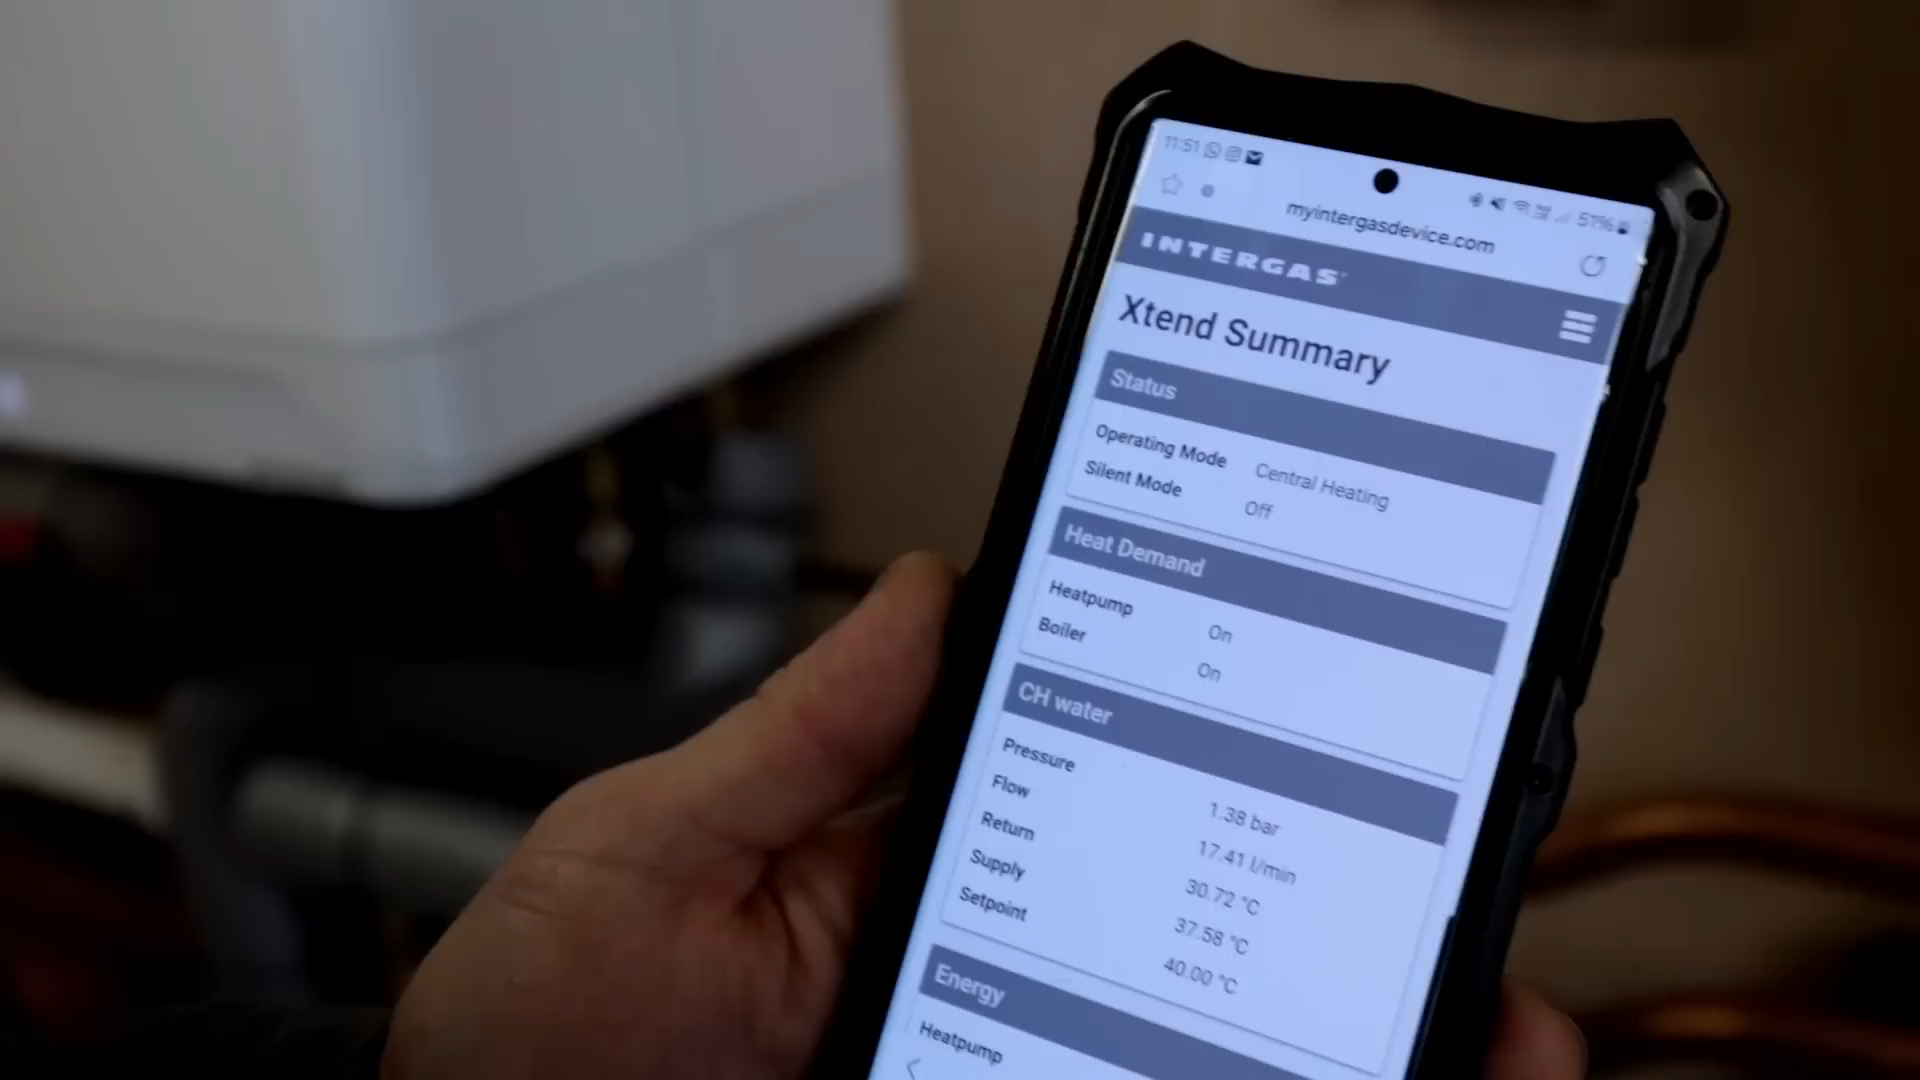 11:51
51%
myintergasdevice.com
INTERGAS
Xtend Summary
Status
Operating Mode Central Heating
Silent Mode Off
Heat Demand
Heatpump On
Boiler On
CH water
Pressure 1.38 bar
Flow 17.41 l/min
Return 30.72 °C
Supply 37.58 °C
Setpoint 40.00 °C
Energy
Heatpump